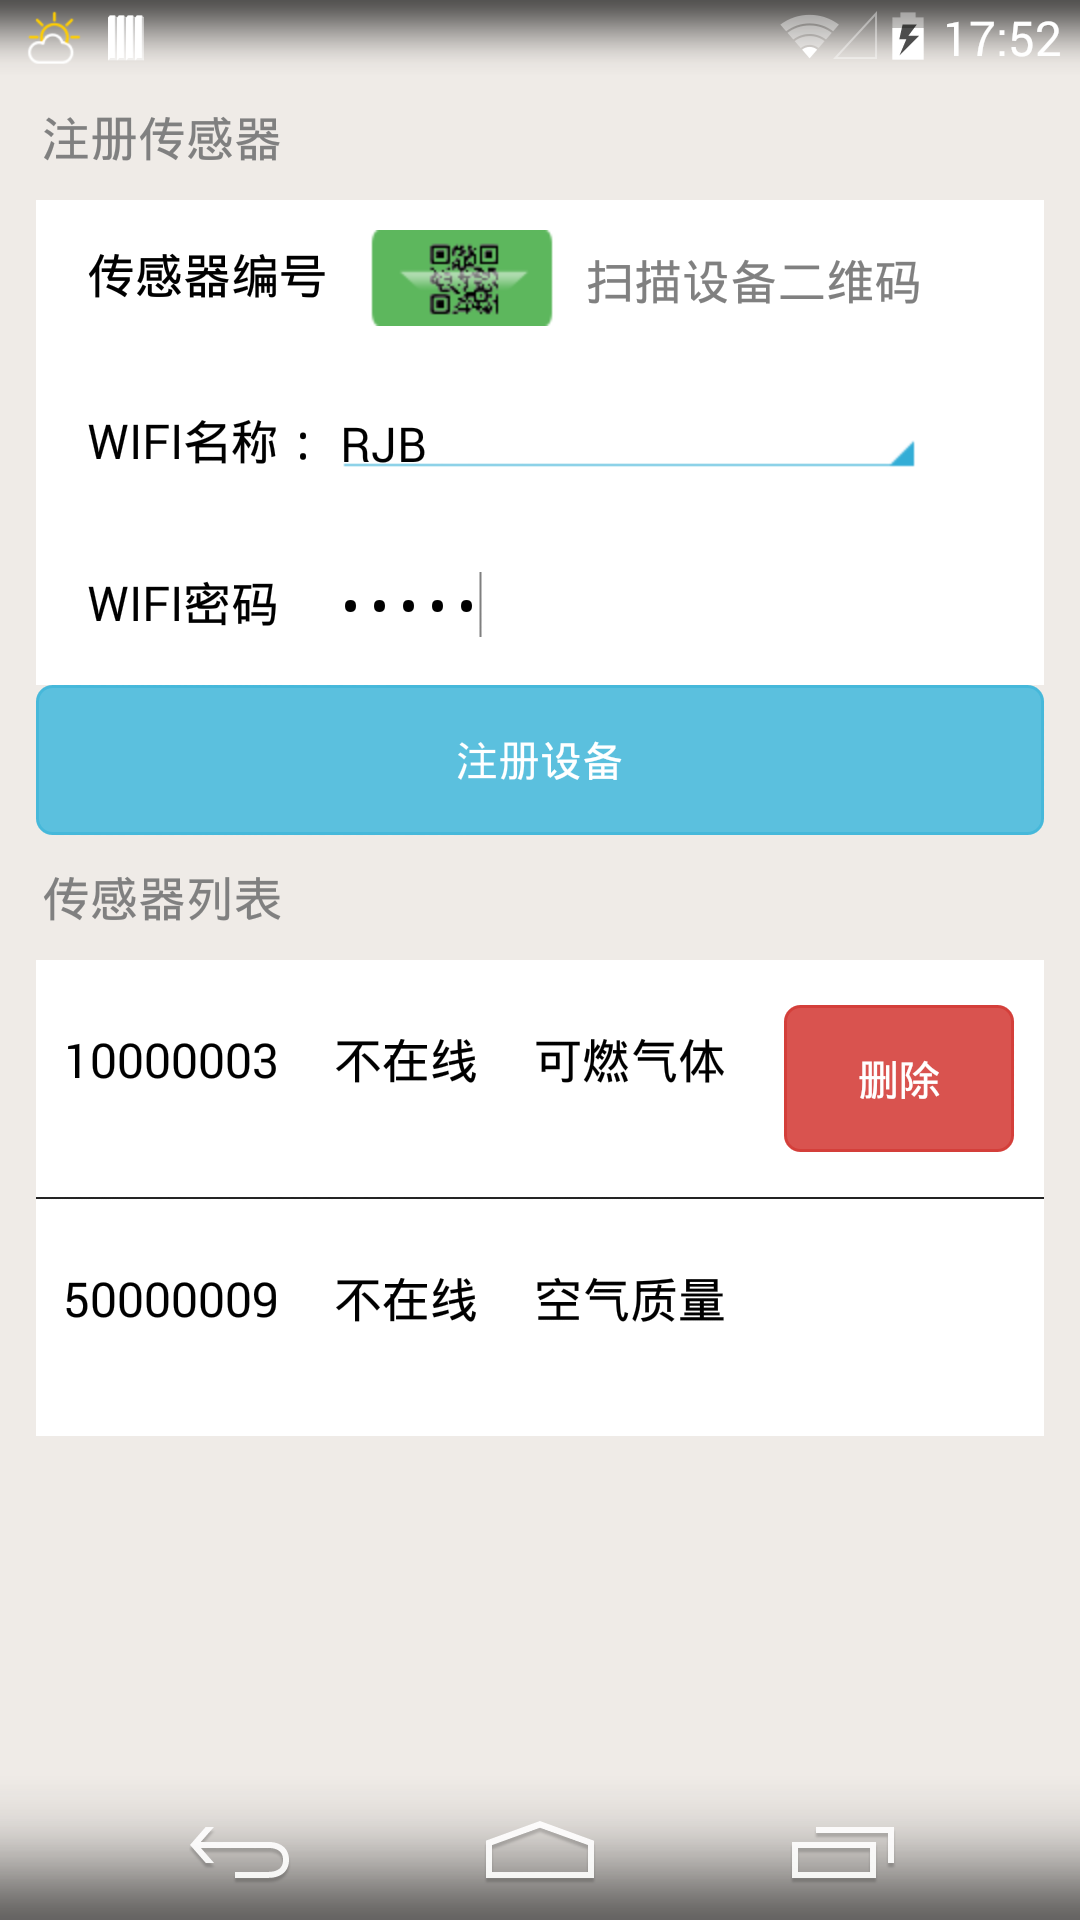 17:52
注册传感器
传感器编号 扫描设备二维码
WIFI名称： RJB
WIFI密码 •••••
注册设备
传感器列表
10000003 不在线 可燃气体 删除
50000009 不在线 空气质量